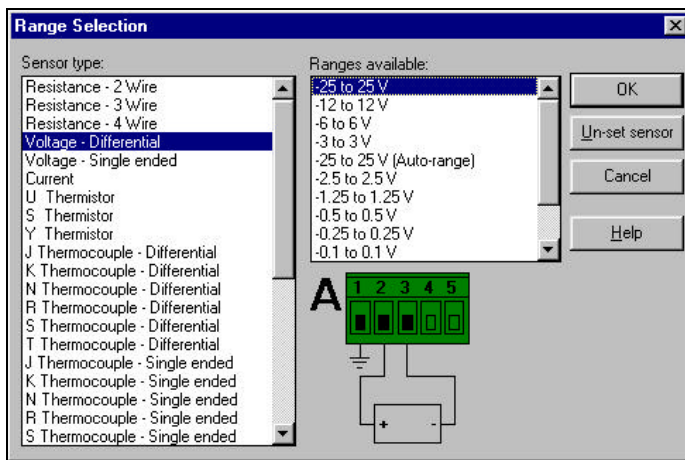 Range Selection
Sensor type:
Resistance - 2 Wire
Resistance - 3 Wire
Resistance - 4 Wire
Voltage - Differential
Voltage - Single ended
Current
U Thermistor
S Thermistor
Y Thermistor
J Thermocouple - Differential
K Thermocouple - Differential
N Thermocouple - Differential
R Thermocouple - Differential
S Thermocouple - Differential
T Thermocouple - Differential
J Thermocouple - Single ended
K Thermocouple - Single ended
N Thermocouple - Single ended
R Thermocouple - Single ended
S Thermocouple - Single ended
Ranges available:
-25 to 25 V
-12 to 12 V
-6 to 6 V
-3 to 3 V
-25 to 25 V (Auto-range)
-2.5 to 2.5 V
-1.25 to 1.25 V
-0.5 to 0.5 V
-0.25 to 0.25 V
-0.1 to 0.1 V
A
1 2 3 4 5
+ -
OK
Un-set sensor
Cancel
Help